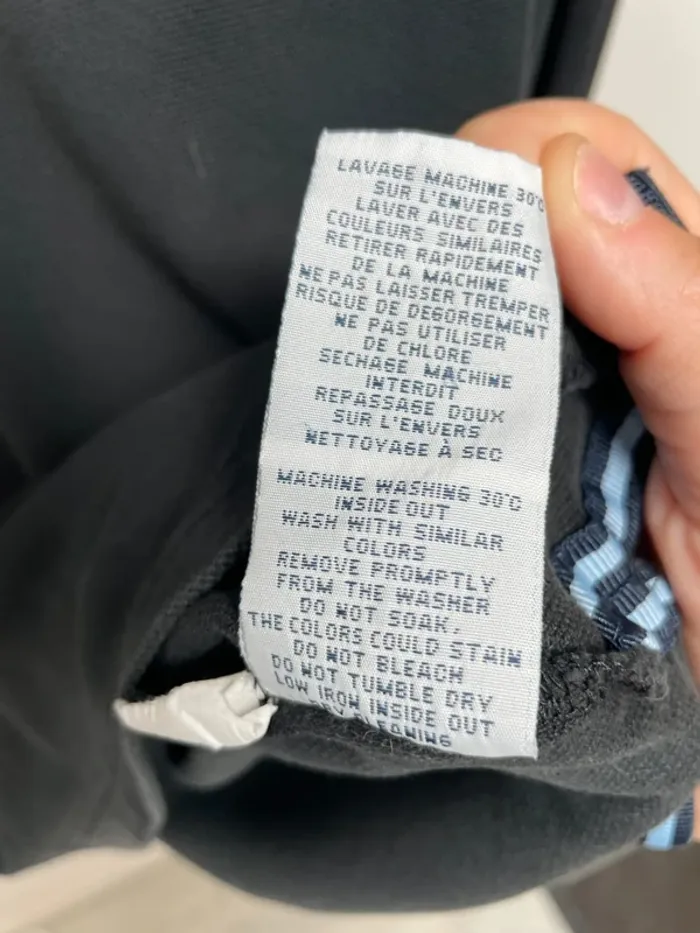 LAVAGE MACHINE 30°C
SUR L'ENVERS
LAVER AVEC DES
COULEURS SIMILAIRES
RETIRER RAPIDEMENT
DE LA MACHINE
NE PAS LAISSER TREMPER
RISQUE DE DEGORGEMENT
NE PAS UTILISER
DE CHLORE
SECHAGE MACHINE
INTERDIT
REPASSAGE DOUX
SUR L'ENVERS
NETTOYAGE À SEC
MACHINE WASHING 30°C
INSIDE OUT
WASH WITH SIMILAR
COLORS
REMOVE PROMPTLY
FROM THE WASHER
DO NOT SOAK,
THE COLORS COULD STAIN
DO NOT BLEACH
DO NOT TUMBLE DRY
LOW IRON INSIDE OUT
DRY CLEANING